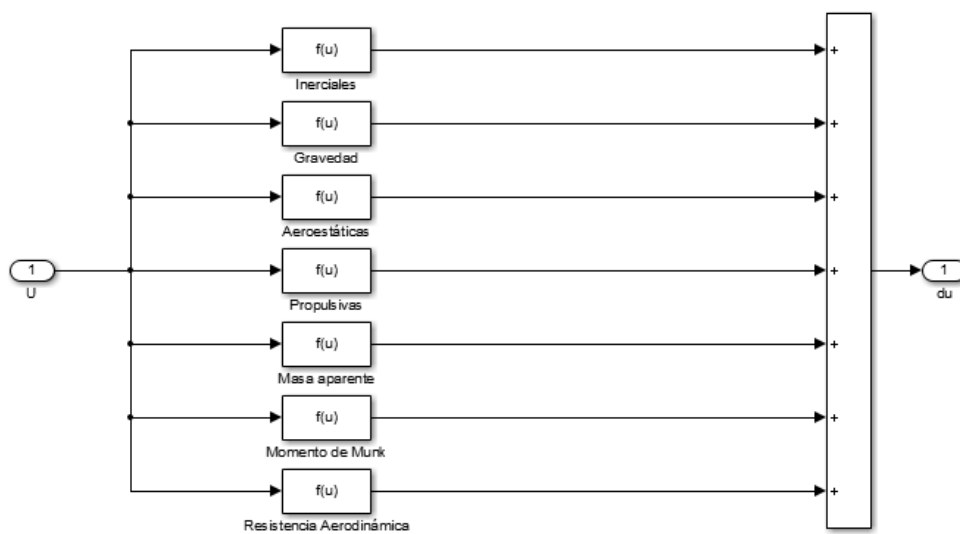 f(u)
+
Inerciales
f(u)
+
Gravedad
f(u)
+
Aeroestáticas
1
f(u)
+
1
U
Propulsivas
du
f(u)
+
Masa aparente
f(u)
+
Momento de Munk
f(u)
+
Resistencia Aerodinámica